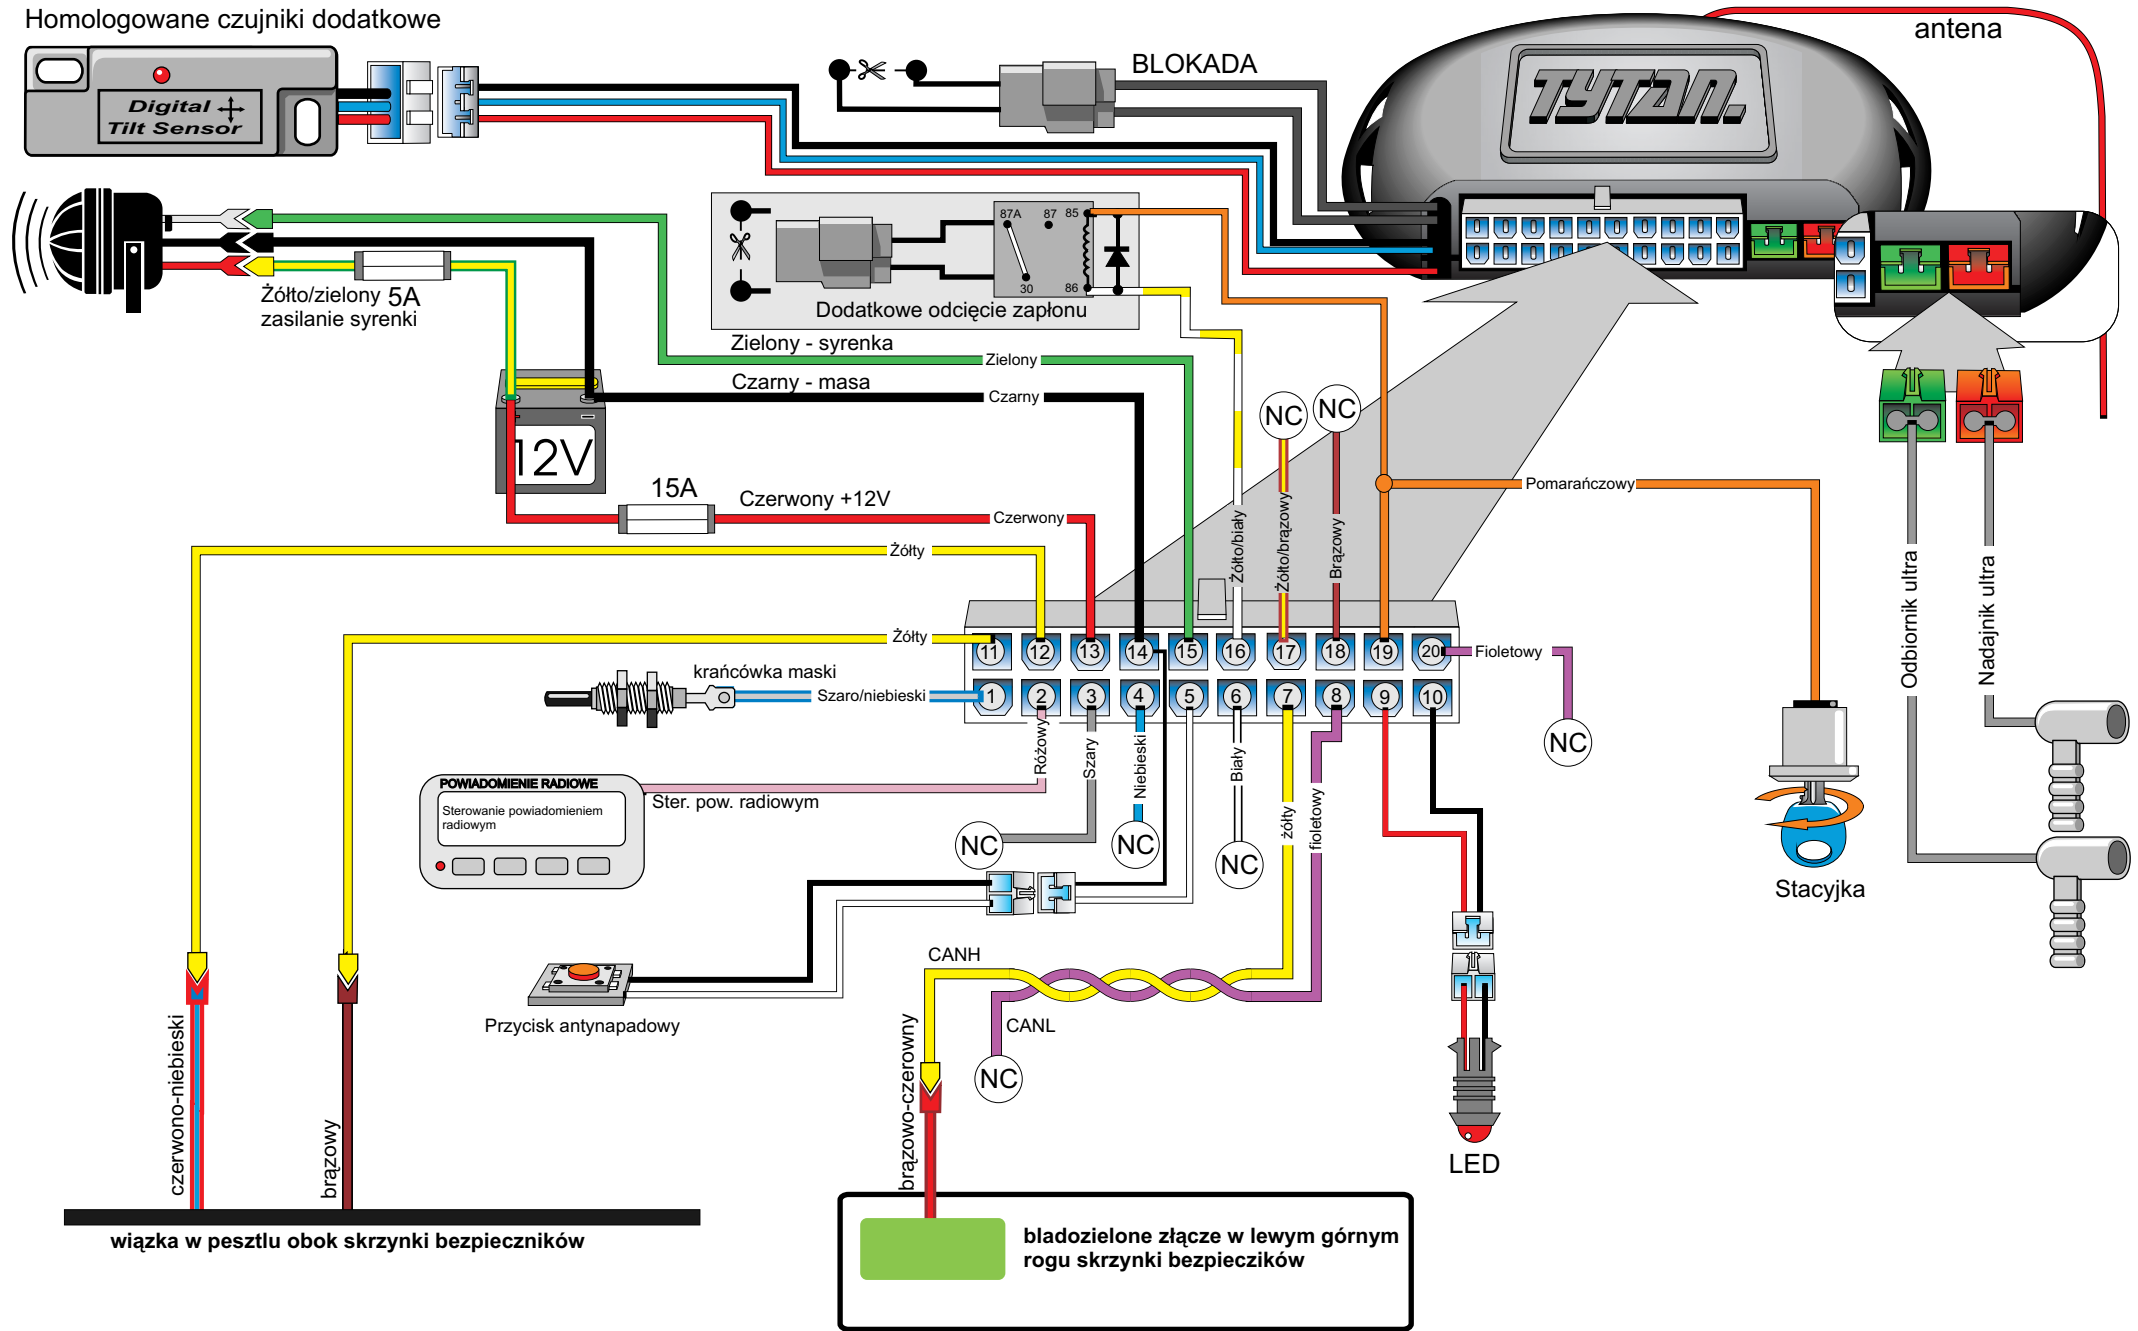 Homologowane czujniki dodatkowe
Digital
Tilt Sensor
BLOKADA
TYTAN.
antena
Żółto/zielony 5A
zasilanie syrenki
87A
87
85
30
86
Dodatkowe odcięcie zapłonu
Zielony - syrenka
Zielony
Czarny - masa
Czarny
12V
15A
Czerwony +12V
Czerwony
NC
NC
Pomarańczowy
Żółto/biały
Żółto/brązowy
Brązowy
Odbiornik ultra
Nadajnik ultra
Żółty
Żółty
11
12
13
14
15
16
17
18
19
20
Fioletowy
krańcówka maski
Szaro/niebieski
1
2
3
4
5
6
7
8
9
10
NC
Różowy
Szary
Niebieski
Biały
żółty
fioletowy
POWIADOMIENIE RADIOWE
Sterowanie powiadomieniem
radiowym
Ster. pow. radiowym
NC
NC
NC
Stacyjka
CANH
CANL
Przycisk antynapadowy
NC
czerwono-niebieski
brązowy
brązowo-czerowny
LED
wiązka w pesztlu obok skrzynki bezpieczników
bladozielone złącze w lewym górnym
rogu skrzynki bezpieczików